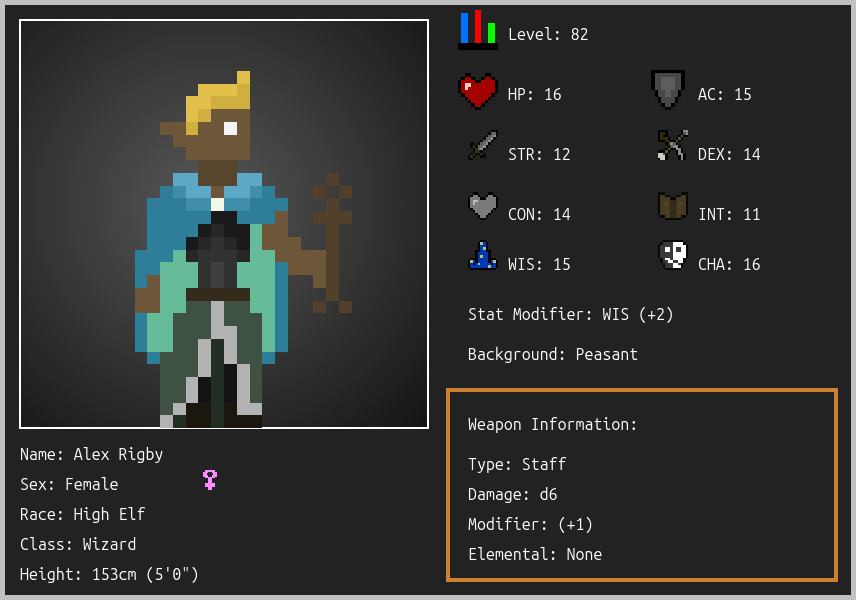 Level: 82
HP: 16
AC: 15
STR: 12
DEX: 14
CON: 14
INT: 11
WIS: 15
CHA: 16
Stat Modifier: WIS (+2)
Background: Peasant
Weapon Information:
Type: Staff
Damage: d6
Modifier: (+1)
Elemental: None
Name: Alex Rigby
Sex: Female
Race: High Elf
Class: Wizard
Height: 153cm (5'0")